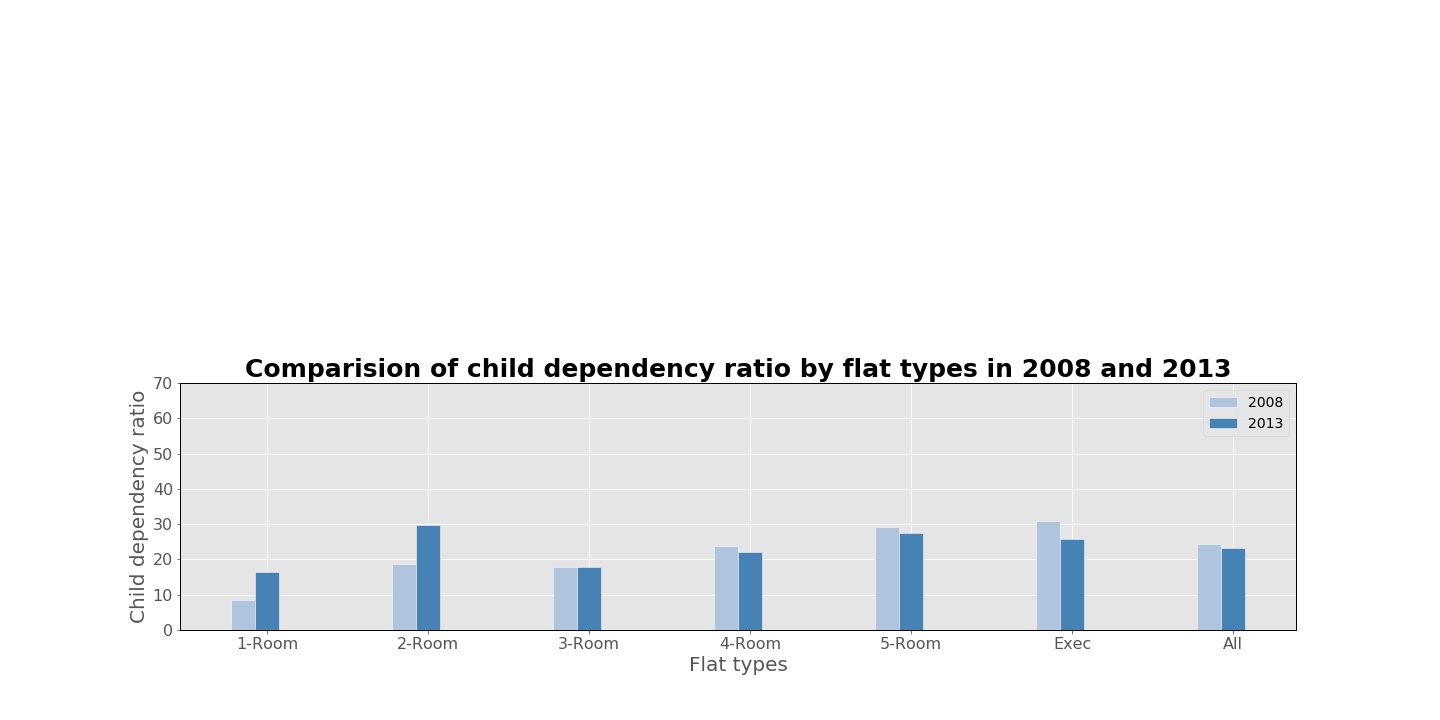 Comparision of child dependency ratio by flat types in 2008 and 2013
70
60
50
40
30
20
10
0
Child dependency ratio
2008
2013
1-Room 2-Room 3-Room 4-Room 5-Room Exec All
Flat types